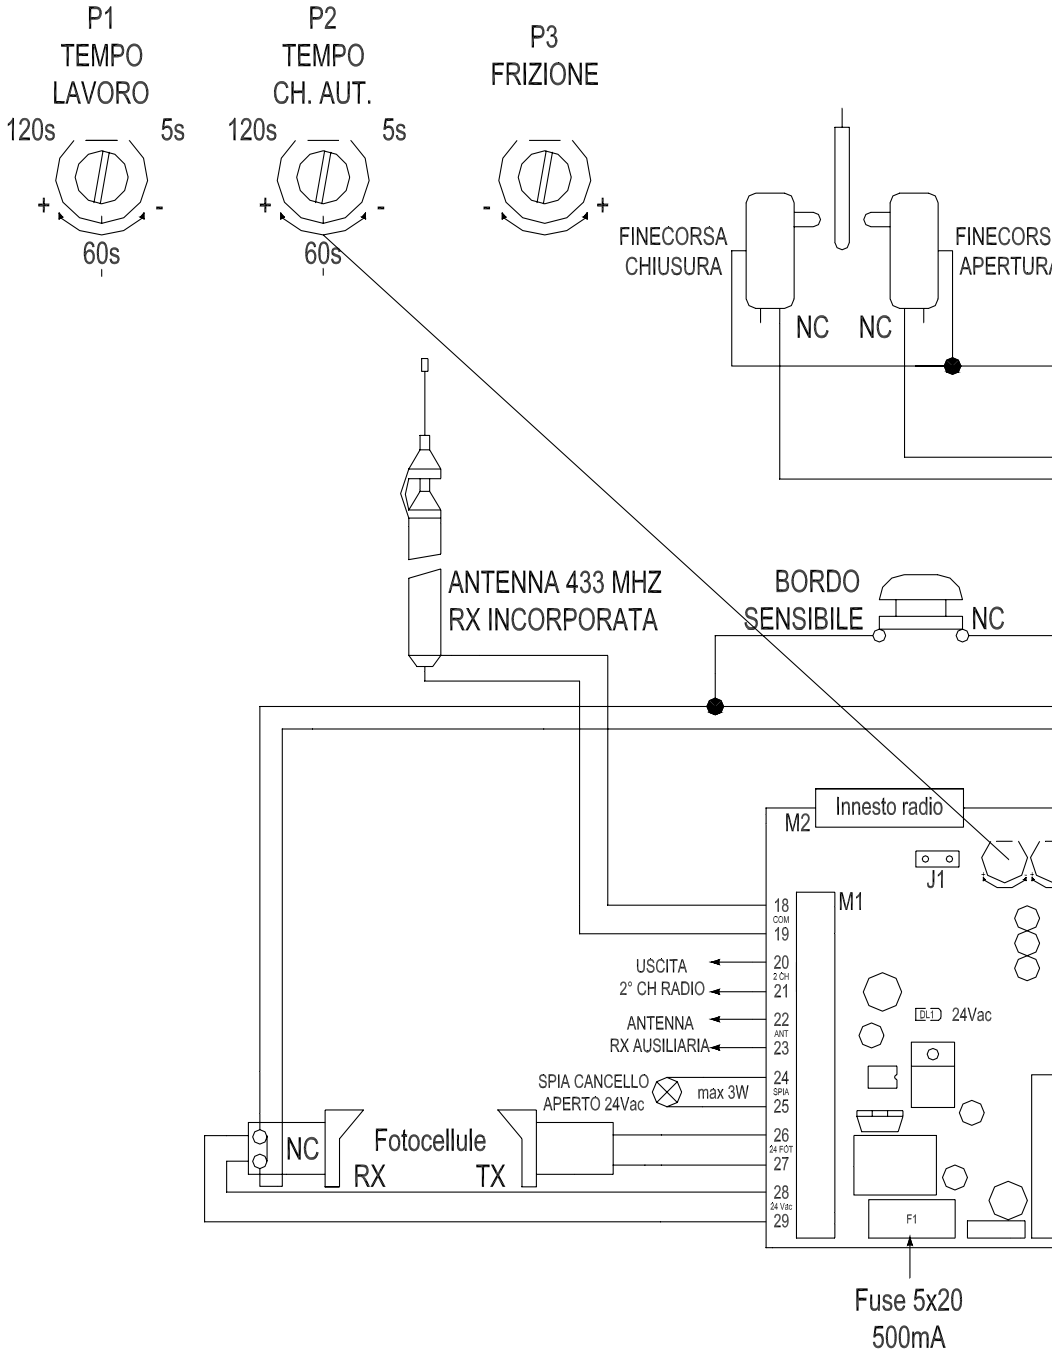 P1
TEMPO
LAVORO
120s
5s
+
-
60s
P2
TEMPO
CH. AUT.
120s
5s
+
-
60s
P3
FRIZIONE
-
+
FINECORSA
CHIUSURA
NC
NC
FINECORS
APERTURA
ANTENNA 433 MHZ
RX INCORPORATA
BORDO
SENSIBILE
NC
Innesto radio
M2
J1
M1
18
COM
19
20
2 CH
21
22
ANT
23
24
SPIA
25
26
24 FOT
27
28
24 Vac
29
USCITA
2° CH RADIO
ANTENNA
RX AUSILIARIA
SPIA CANCELLO
APERTO 24Vac
max 3W
DL1
24Vac
NC
Fotocellule
RX
TX
F1
Fuse 5x20
500mA